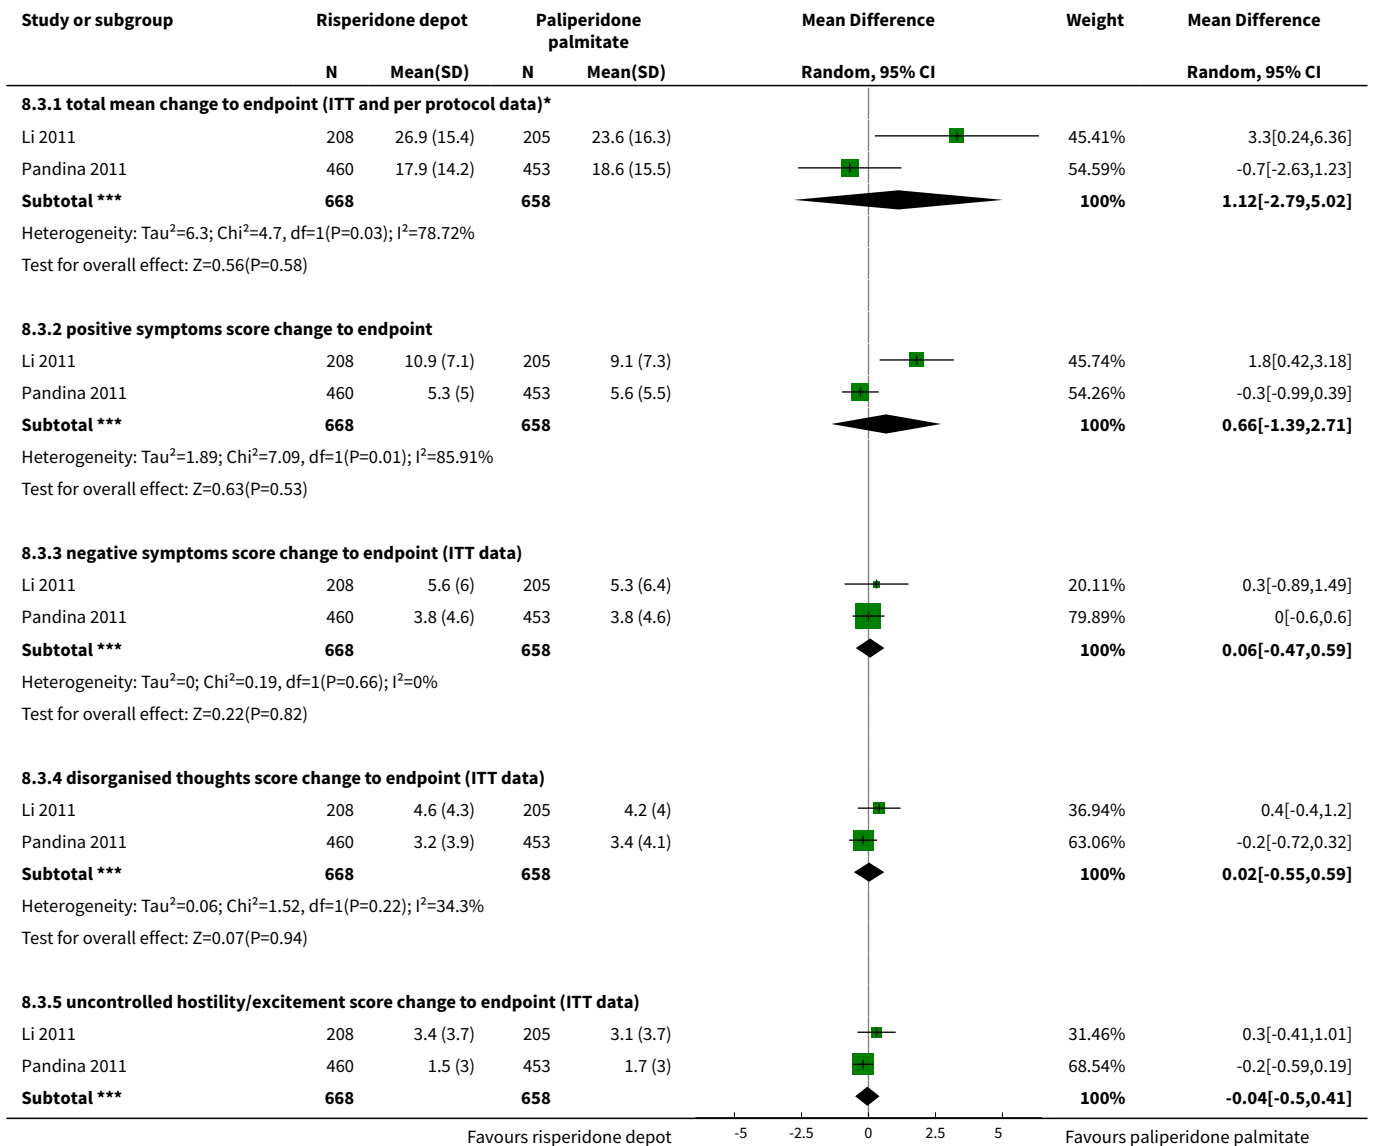 Study or subgroup Risperidone depot Paliperidone palmitate Mean Difference Weight Mean Difference
N Mean(SD) N Mean(SD) Random, 95% CI Random, 95% CI
8.3.1 total mean change to endpoint (ITT and per protocol data)*
Li 2011 208 26.9 (15.4) 205 23.6 (16.3) 45.41% 3.3[0.24,6.36]
Pandina 2011 460 17.9 (14.2) 453 18.6 (15.5) 54.59% -0.7[-2.63,1.23]
Subtotal *** 668 658 100% 1.12[-2.79,5.02]
Heterogeneity: Tau²=6.3; Chi²=4.7, df=1(P=0.03); I²=78.72%
Test for overall effect: Z=0.56(P=0.58)
8.3.2 positive symptoms score change to endpoint
Li 2011 208 10.9 (7.1) 205 9.1 (7.3) 45.74% 1.8[0.42,3.18]
Pandina 2011 460 5.3 (5) 453 5.6 (5.5) 54.26% -0.3[-0.99,0.39]
Subtotal *** 668 658 100% 0.66[-1.39,2.71]
Heterogeneity: Tau²=1.89; Chi²=7.09, df=1(P=0.01); I²=85.91%
Test for overall effect: Z=0.63(P=0.53)
8.3.3 negative symptoms score change to endpoint (ITT data)
Li 2011 208 5.6 (6) 205 5.3 (6.4) 20.11% 0.3[-0.89,1.49]
Pandina 2011 460 3.8 (4.6) 453 3.8 (4.6) 79.89% 0[-0.6,0.6]
Subtotal *** 668 658 100% 0.06[-0.47,0.59]
Heterogeneity: Tau²=0; Chi²=0.19, df=1(P=0.66); I²=0%
Test for overall effect: Z=0.22(P=0.82)
8.3.4 disorganised thoughts score change to endpoint (ITT data)
Li 2011 208 4.6 (4.3) 205 4.2 (4) 36.94% 0.4[-0.4,1.2]
Pandina 2011 460 3.2 (3.9) 453 3.4 (4.1) 63.06% -0.2[-0.72,0.32]
Subtotal *** 668 658 100% 0.02[-0.55,0.59]
Heterogeneity: Tau²=0.06; Chi²=1.52, df=1(P=0.22); I²=34.3%
Test for overall effect: Z=0.07(P=0.94)
8.3.5 uncontrolled hostility/excitement score change to endpoint (ITT data)
Li 2011 208 3.4 (3.7) 205 3.1 (3.7) 31.46% 0.3[-0.41,1.01]
Pandina 2011 460 1.5 (3) 453 1.7 (3) 68.54% -0.2[-0.59,0.19]
Subtotal *** 668 658 100% -0.04[-0.5,0.41]
Favours risperidone depot -5 -2.5 0 2.5 5 Favours paliperidone palmitate